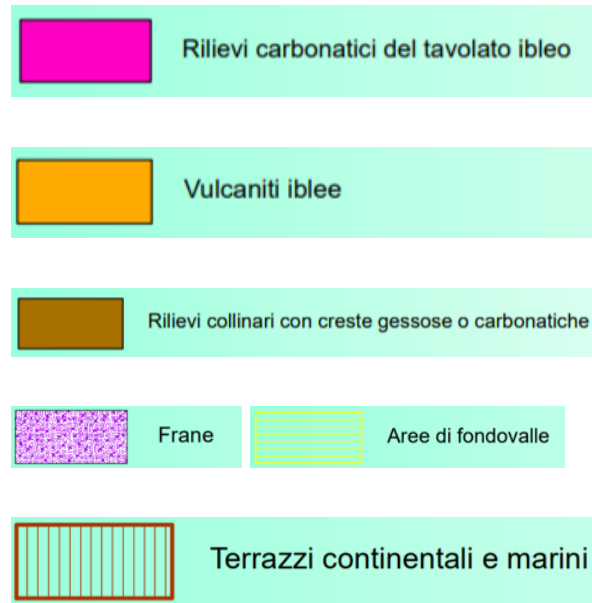 Rilievi carbonatici del tavolato ibleo
Vulcaniti iblee
Rilievi collinari con creste gessose o carbonatiche
Frane
Aree di fondovalle
Terrazzi continentali e marini